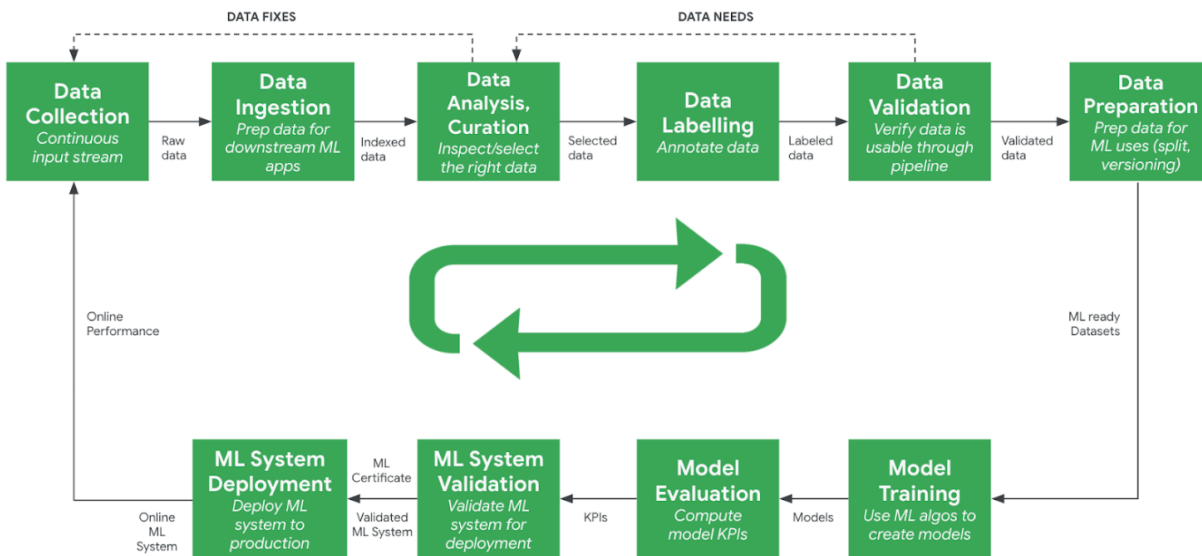 DATA FIXES
DATA NEEDS
Data
Collection
Continuous
input stream
Raw
data
Data
Ingestion
Prep data for
downstream ML
apps
Indexed
data
Data
Analysis,
Curation
Inspect/select
the right data
Selected
data
Data
Labelling
Annotate data
Labeled
data
Data
Validation
Verify data is
usable through
pipeline
Validated
data
Data
Preparation
Prep data for
ML uses (split,
versioning)
Online
Performance
ML ready
Datasets
ML System
Deployment
Deploy ML
system to
production
Online
ML
System
ML
Certificate
Validated
ML System
ML System
Validation
Validate ML
system for
deployment
KPIs
Model
Evaluation
Compute
model KPIs
Models
Model
Training
Use ML algos to
create models